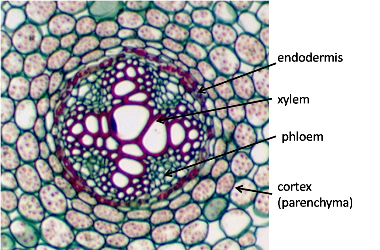 endodermis
xylem
phloem
cortex
(parenchyma)